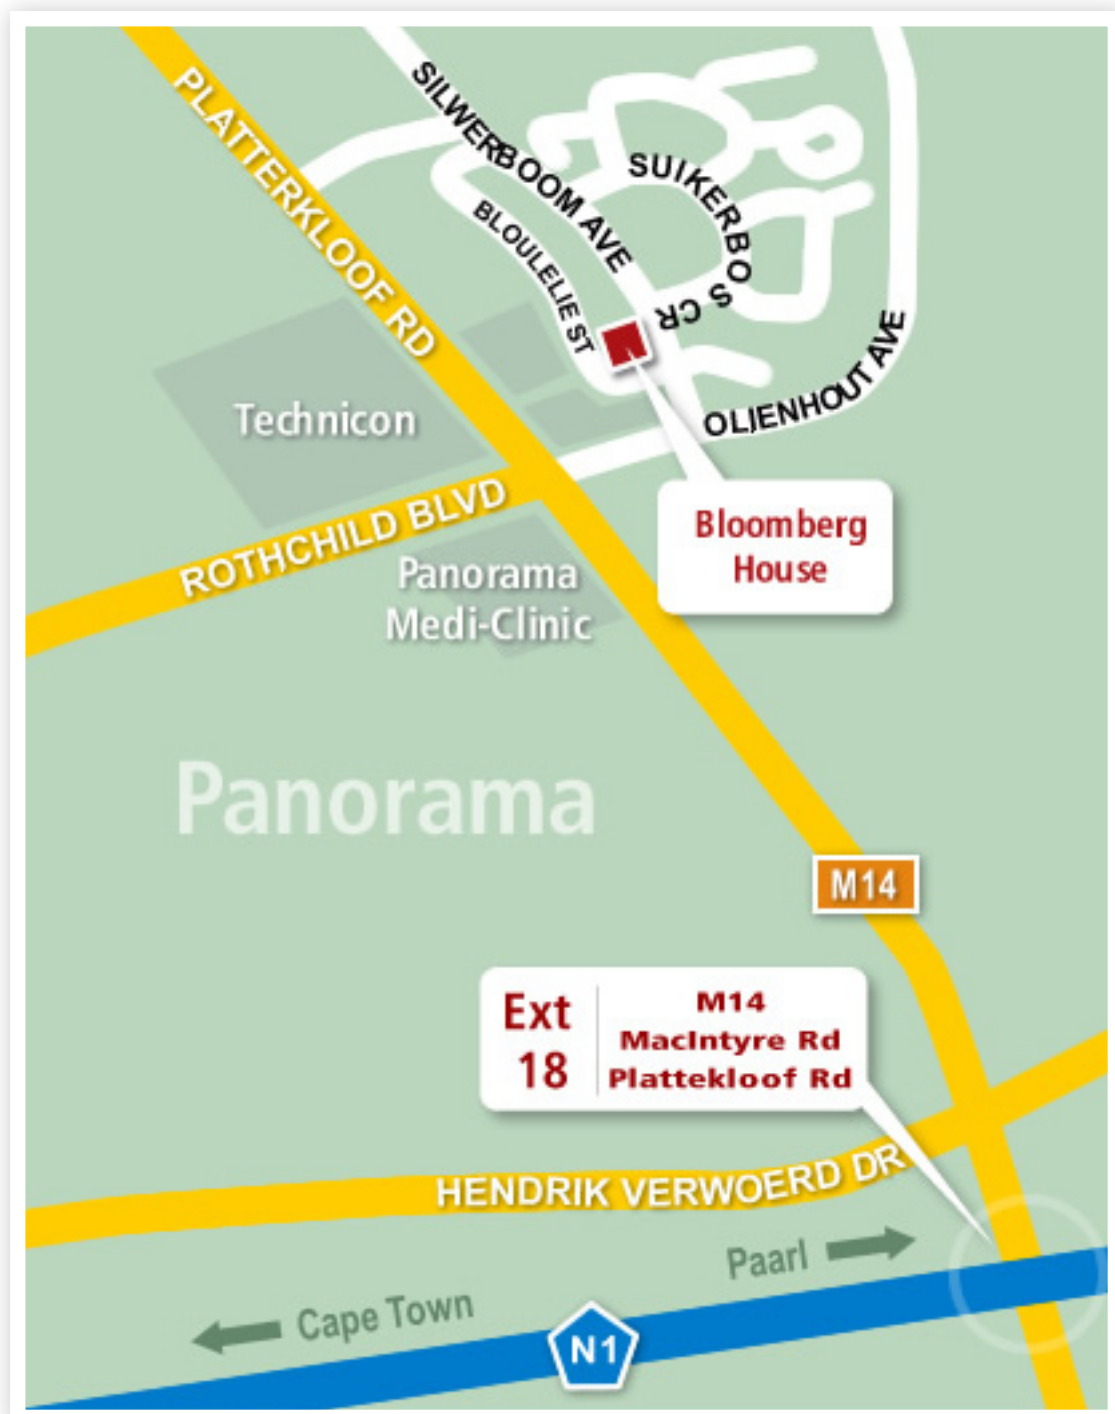 PLATTERKLOOF RD
SILWERBOOM AVE
SUIKERBOS CR
BLOULELIE ST
OLIENHOUT AVE
Technicon
ROTHCHILD BLVD
Bloomberg
House
Panorama
Medi-Clinic
Panorama
M14
Ext
18
M14
MacIntyre Rd
Plattekloof Rd
HENDRIK VERWOERD DR
Paarl
Cape Town
N1